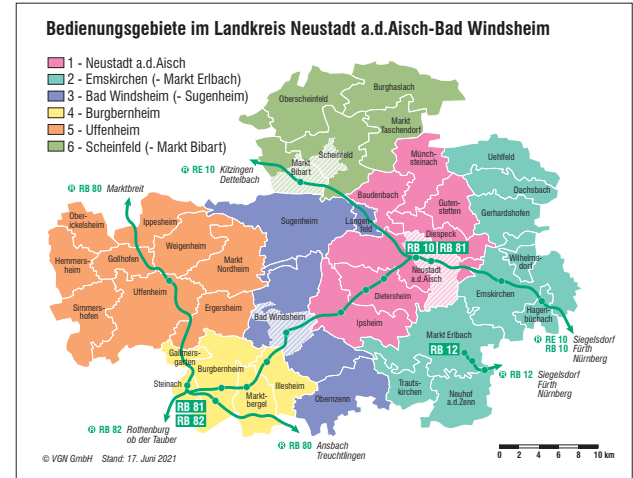 Bedienungsgebiete im Landkreis Neustadt a.d.Aisch-Bad Windsheim
1 - Neustadt a.d.Aisch
2 - Emskirchen (- Markt Erlbach)
3 - Bad Windsheim (- Sugenheim)
4 - Burgbernheim
5 - Uffenheim
6 - Scheinfeld (- Markt Bibart)
Burghaslach
Oberscheinfeld
Markt
Taschendorf
Scheinfeld
Markt
Bibart
R RE 10 Kitzingen
Dettelbach
Münch-
steinach
Uehlfeld
Dachsbad
Baudenbach
Guten-
stetten
Gerhardshofen
R RB 80 Marktbreit
Ober-
ickelsheim
Ippesheim
Sugenheim
Langen-
feld
Diespeck
RB 10 RB 81
Weigenheim
Gollhofen
Hemmers-
heim
Markt
Nordheim
Neustadt
a.d.Aisch
Wilhelms-
dorf
Uffenheim
Simmers-
hofen
Ergersheim
Dietersheim
Emskirchen
Hagen-
büchach
Bad Windsheim
Ipsheim
Markt Erlbach
RB 12
R RE 10
RB 10
Siegelsdorf
Fürth
Nürnberg
Gallmers-
garten
Burgbernheim
Steinach
Illesheim
Markt-
bergel
Obernzenn
Trauts-
kirchen
Neuhof
a.d.Zenn
R RB 12 Siegelsdorf
Fürth
Nürnberg
RB 81
RB 82
R RB 82 Rothenburg
ob der Tauber
R RB 80 Ansbach
Treuchtlingen
0 2 4 6 8 10 km
© VGN GmbH Stand: 17. Juni 2021